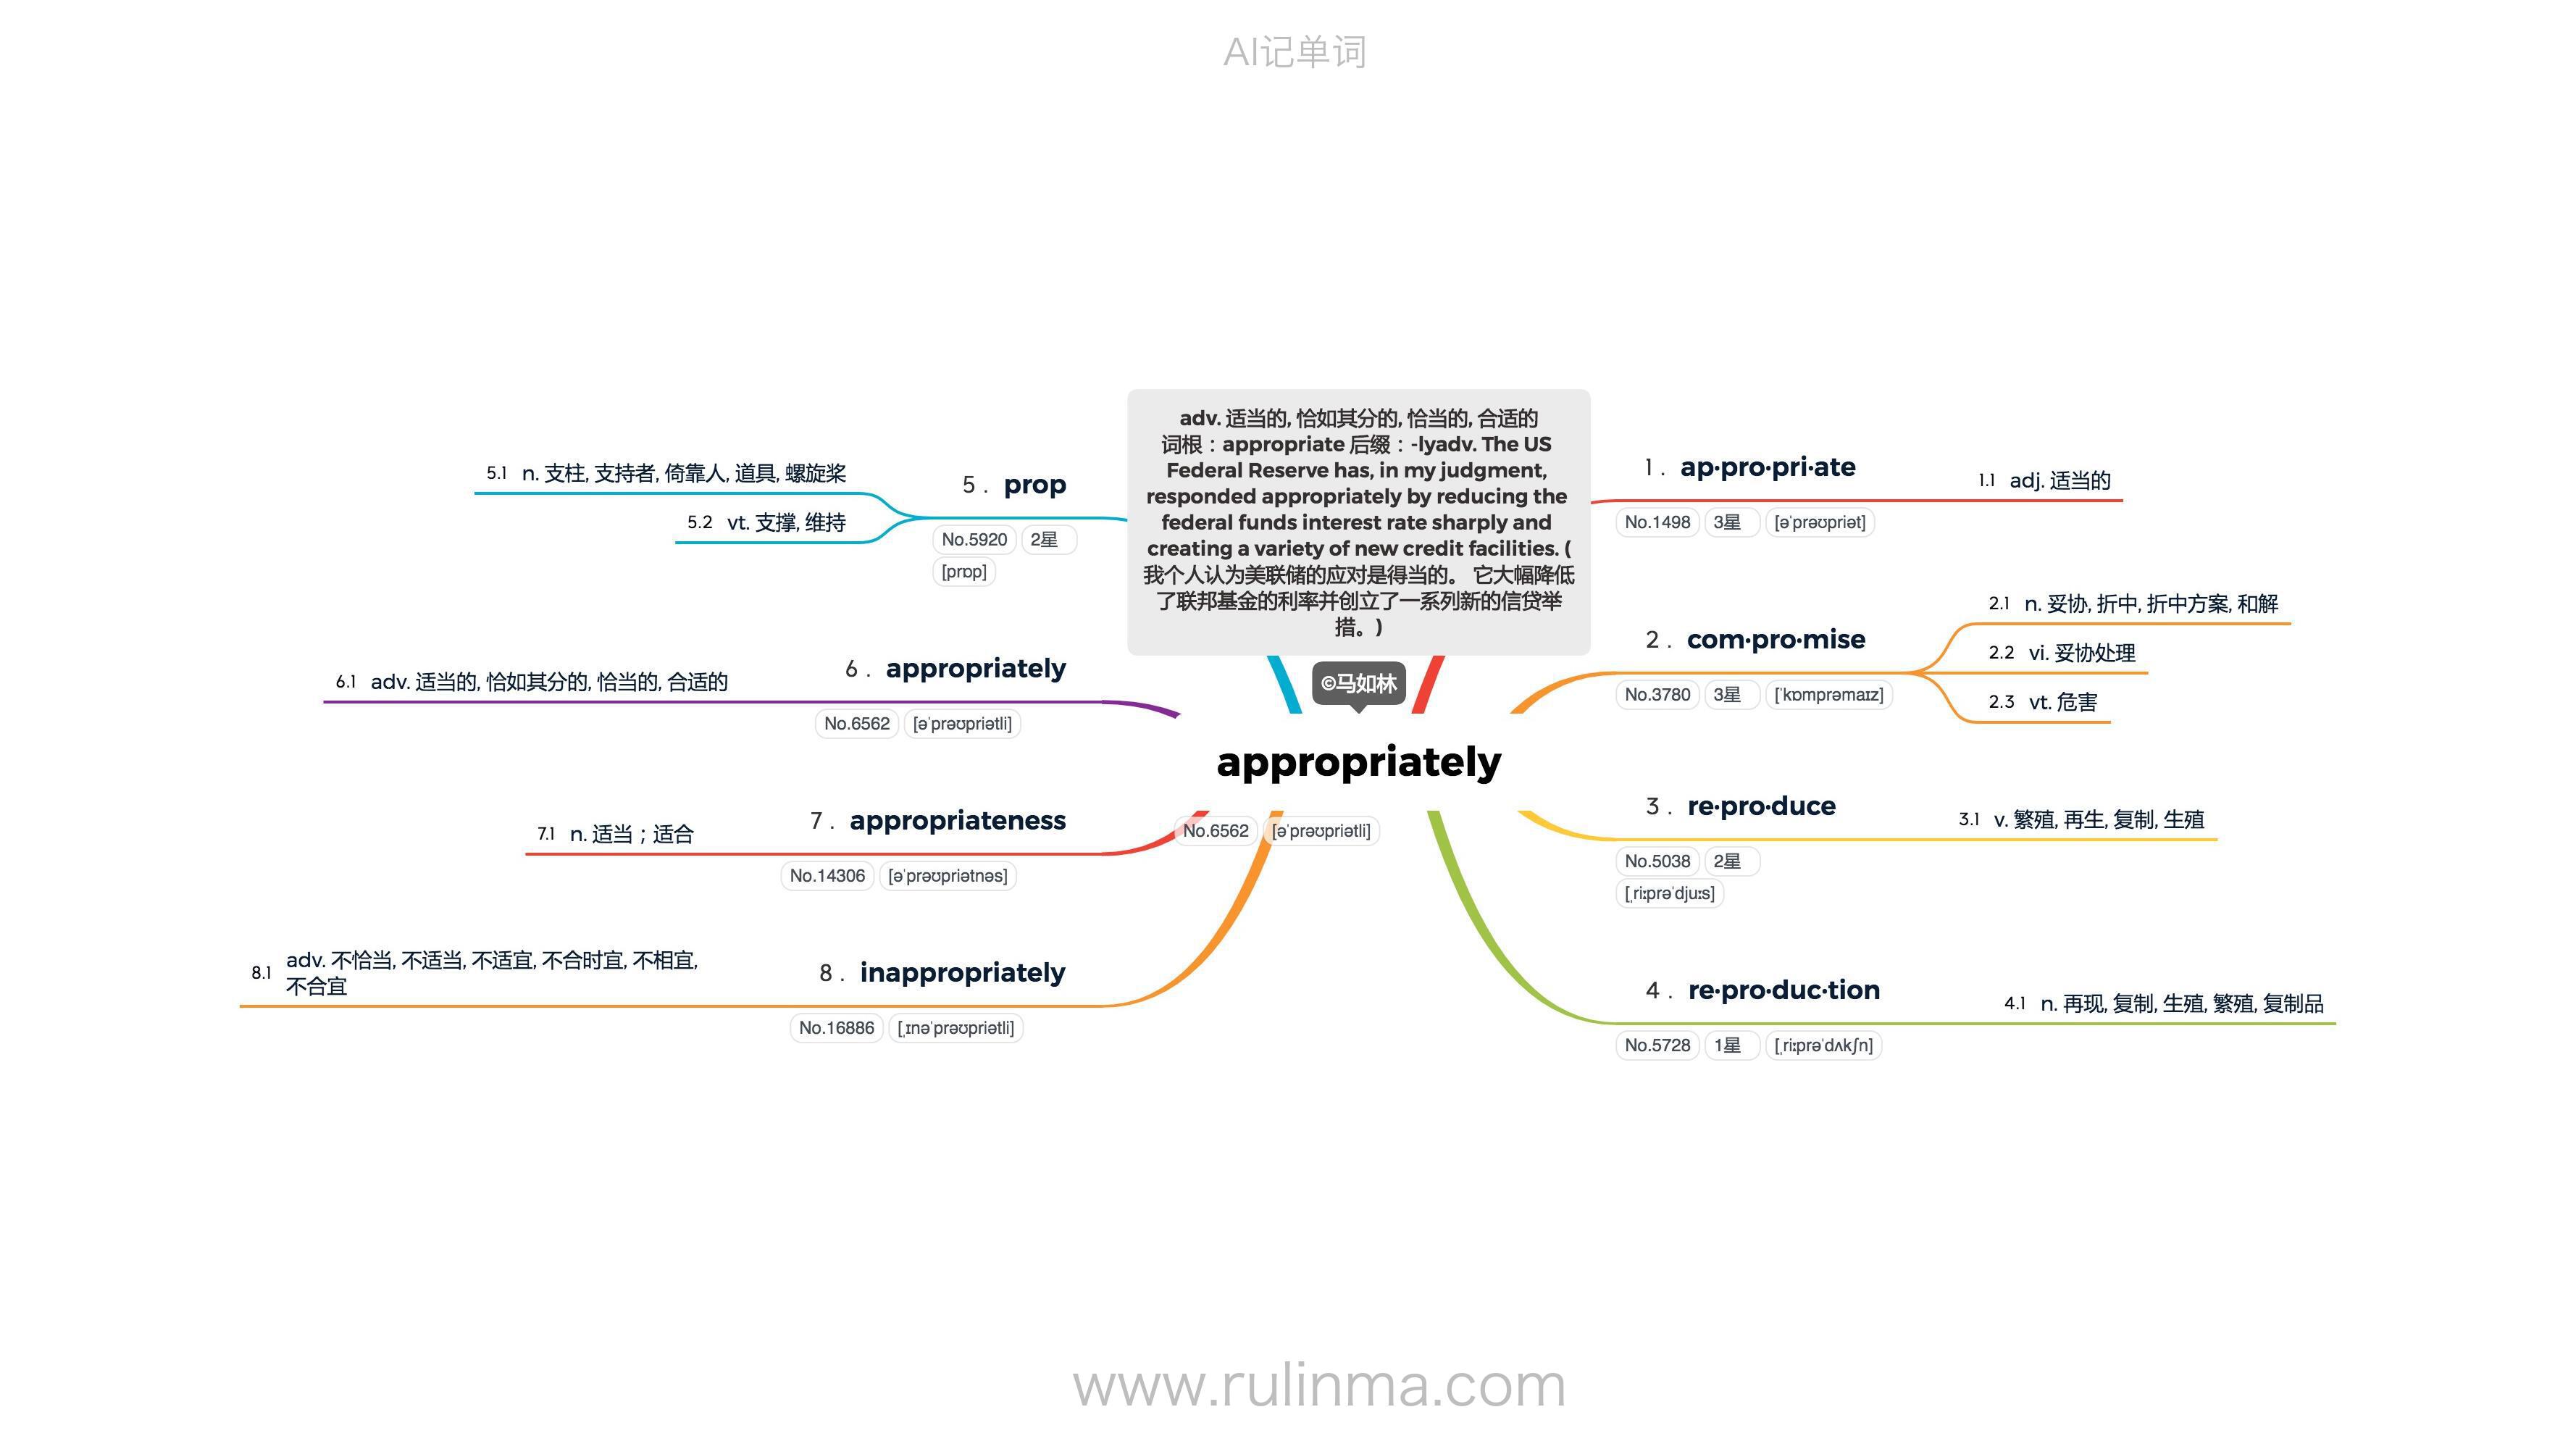 AI记单词
adv. 适当的, 恰如其分的, 恰当的, 合适的
词根：appropriate 后缀：-lyadv. The US
Federal Reserve has, in my judgment,
responded appropriately by reducing the
federal funds interest rate sharply and
creating a variety of new credit facilities. (
我个人认为美联储的应对是得当的。 它大幅降低
了联邦基金的利率并创立了一系列新的信贷举
措。)
©马如林
appropriately
No.6562 [əˈprəʊpriətli]
1 . ap·pro·pri·ate
No.1498 3星 [əˈprəʊpriət]
1.1 adj. 适当的
2 . com·pro·mise
No.3780 3星 [ˈkɒmprəmaɪz]
2.1 n. 妥协, 折中, 折中方案, 和解
2.2 vi. 妥协处理
2.3 vt. 危害
3 . re·pro·duce
No.5038 2星
[ˌriːprəˈdjuːs]
3.1 v. 繁殖, 再生, 复制, 生殖
4 . re·pro·duc·tion
No.5728 1星 [ˌriːprəˈdʌkʃn]
4.1 n. 再现, 复制, 生殖, 繁殖, 复制品
5 . prop
No.5920 2星
[prɒp]
5.1 n. 支柱, 支持者, 倚靠人, 道具, 螺旋桨
5.2 vt. 支撑, 维持
6 . appropriately
No.6562 [əˈprəʊpriətli]
6.1 adv. 适当的, 恰如其分的, 恰当的, 合适的
7 . appropriateness
No.14306 [əˈprəʊpriətnəs]
7.1 n. 适当；适合
8 . inappropriately
No.16886 [ˌɪnəˈprəʊpriətli]
8.1 adv. 不恰当, 不适当, 不适宜, 不合时宜, 不相宜,
不合宜
www.rulinma.com